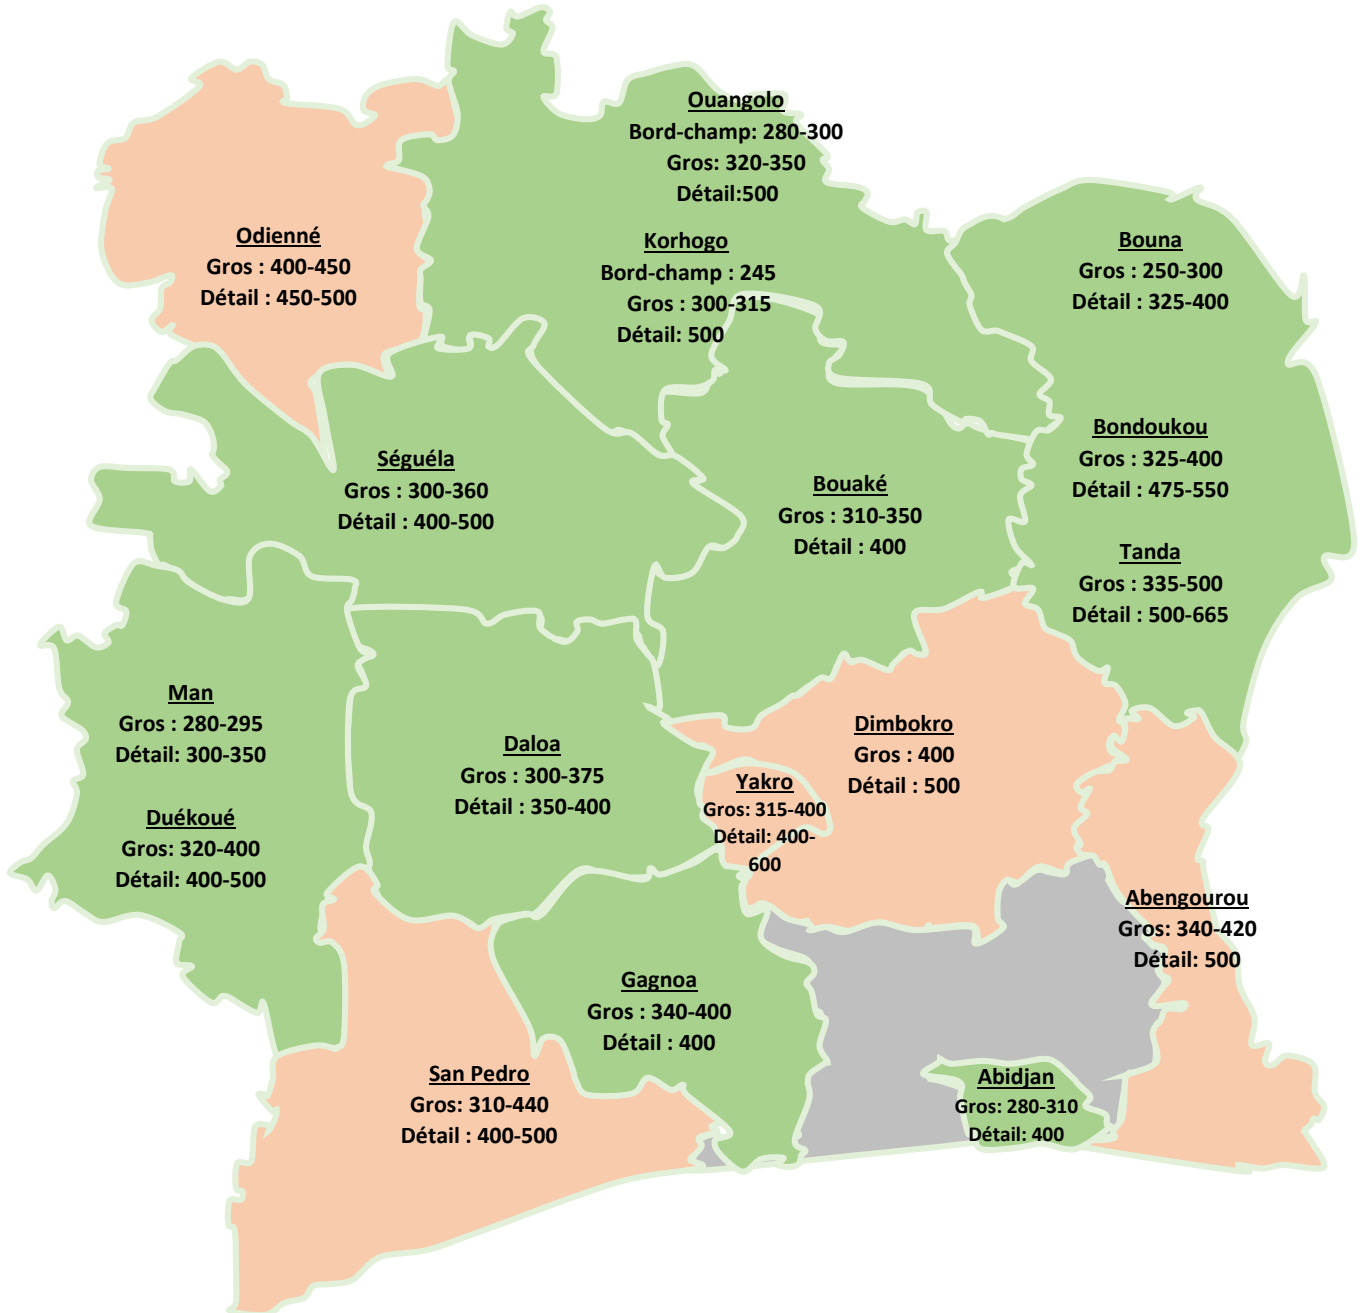 Ouangolo
Bord-champ: 280-300
Gros: 320-350
Détail:500
Odienné
Gros : 400-450
Détail : 450-500
Korhogo
Bord-champ : 245
Gros : 300-315
Détail: 500
Bouna
Gros : 250-300
Détail : 325-400
Séguéla
Gros : 300-360
Détail : 400-500
Bouaké
Gros : 310-350
Détail : 400
Bondoukou
Gros : 325-400
Détail : 475-550
Tanda
Gros : 335-500
Détail : 500-665
Man
Gros : 280-295
Détail: 300-350
Duékoué
Gros: 320-400
Détail: 400-500
Daloa
Gros : 300-375
Détail : 350-400
Yakro
Gros: 315-400
Détail: 400-
600
Dimbokro
Gros : 400
Détail : 500
Abengourou
Gros: 340-420
Détail: 500
Gagnoa
Gros : 340-400
Détail : 400
San Pedro
Gros: 310-440
Détail : 400-500
Abidjan
Gros: 280-310
Détail: 400